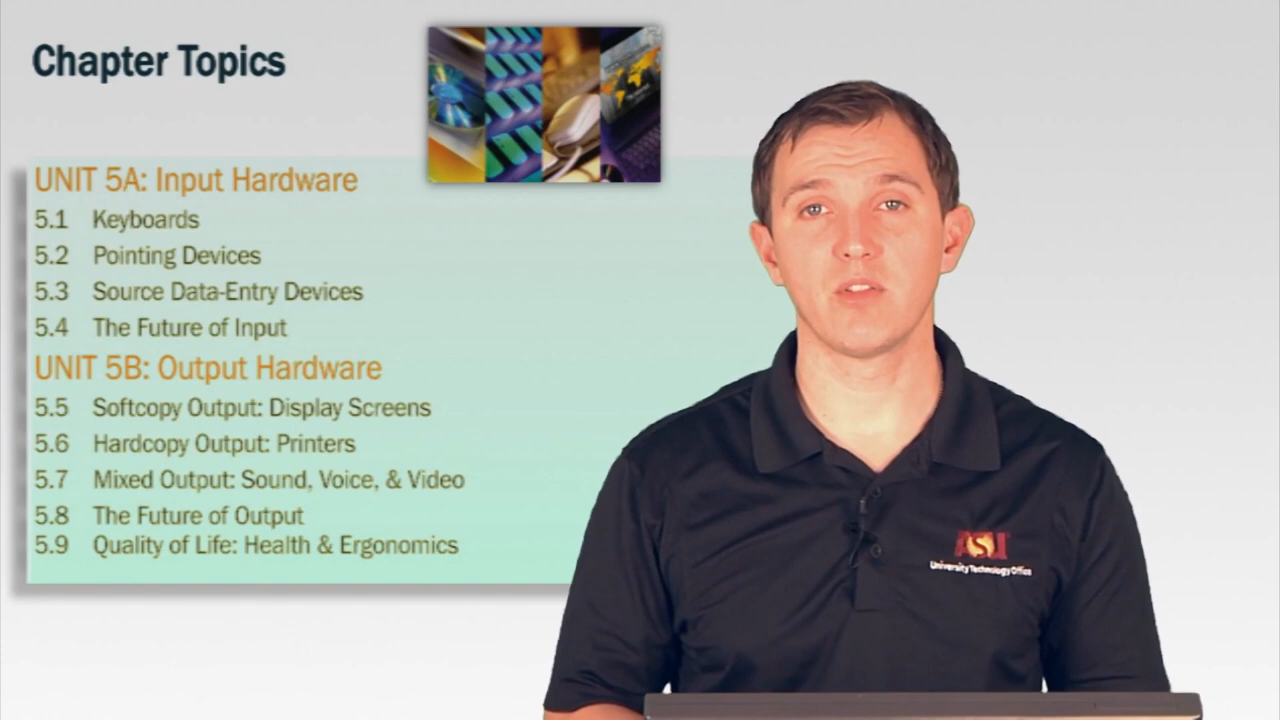 Chapter Topics
UNIT 5A: Input Hardware
5.1 Keyboards
5.2 Pointing Devices
5.3 Source Data-Entry Devices
5.4 The Future of Input
UNIT 5B: Output Hardware
5.5 Softcopy Output: Display Screens
5.6 Hardcopy Output: Printers
5.7 Mixed Output: Sound, Voice, & Video
5.8 The Future of Output
5.9 Quality of Life: Health & Ergonomics
ASU
University Technology Office